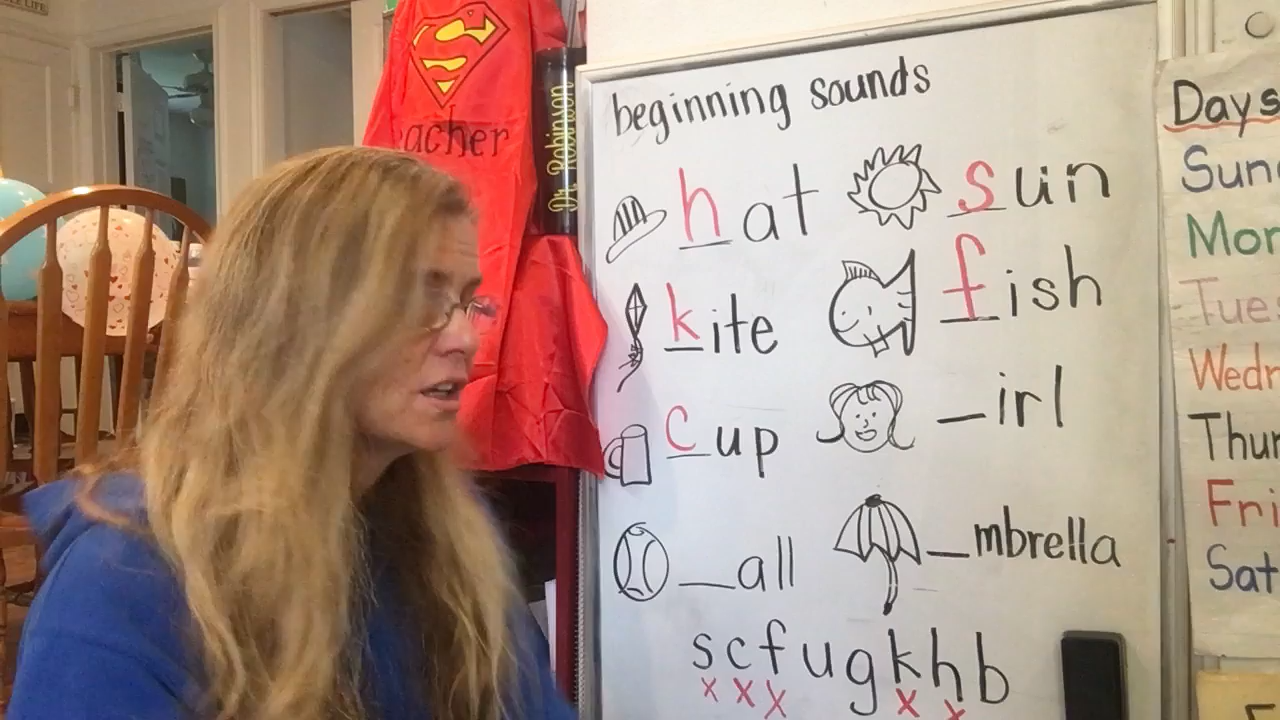 S
eacher
Dr. Robinson
beginning sounds
hat sun
kite fish
cup _irl
_all _mbrella
s c f u g k h b
x x x x x
Days
Sun
Mon
Tues
Wedn
Thur
Fri
Sat